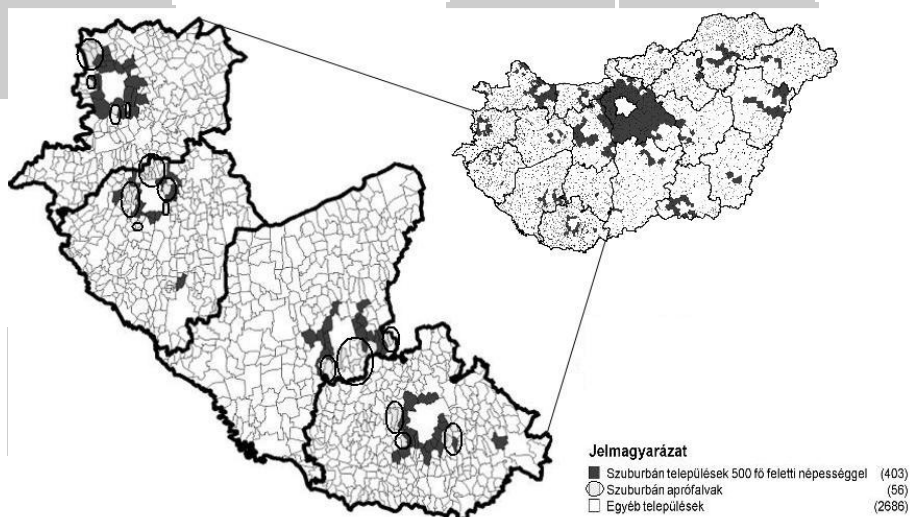 Jelmagyarázat
Szuburbán települések 500 fő feletti népességgel (403)
Szuburbán aprófalvak (56)
Egyéb települések (2686)